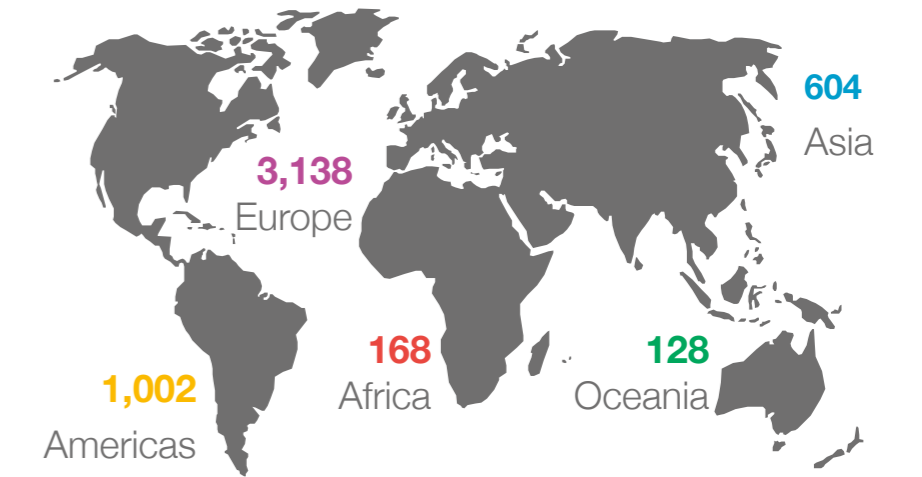 604
Asia
3,138
Europe
168
Africa
128
Oceania
1,002
Americas